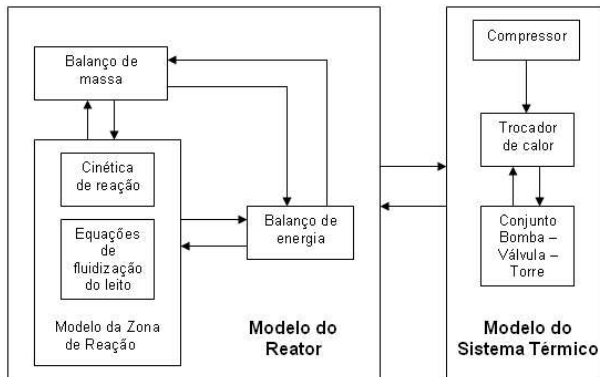 Balanço de
massa
Cinética
de reação
Equações
de
fluidização
do leito
Modelo da Zona
de Reação
Balanço de
energia
Modelo do
Reator
Compressor
Trocador
de calor
Conjunto
Bomba –
Válvula –
Torre
Modelo do
Sistema Térmico